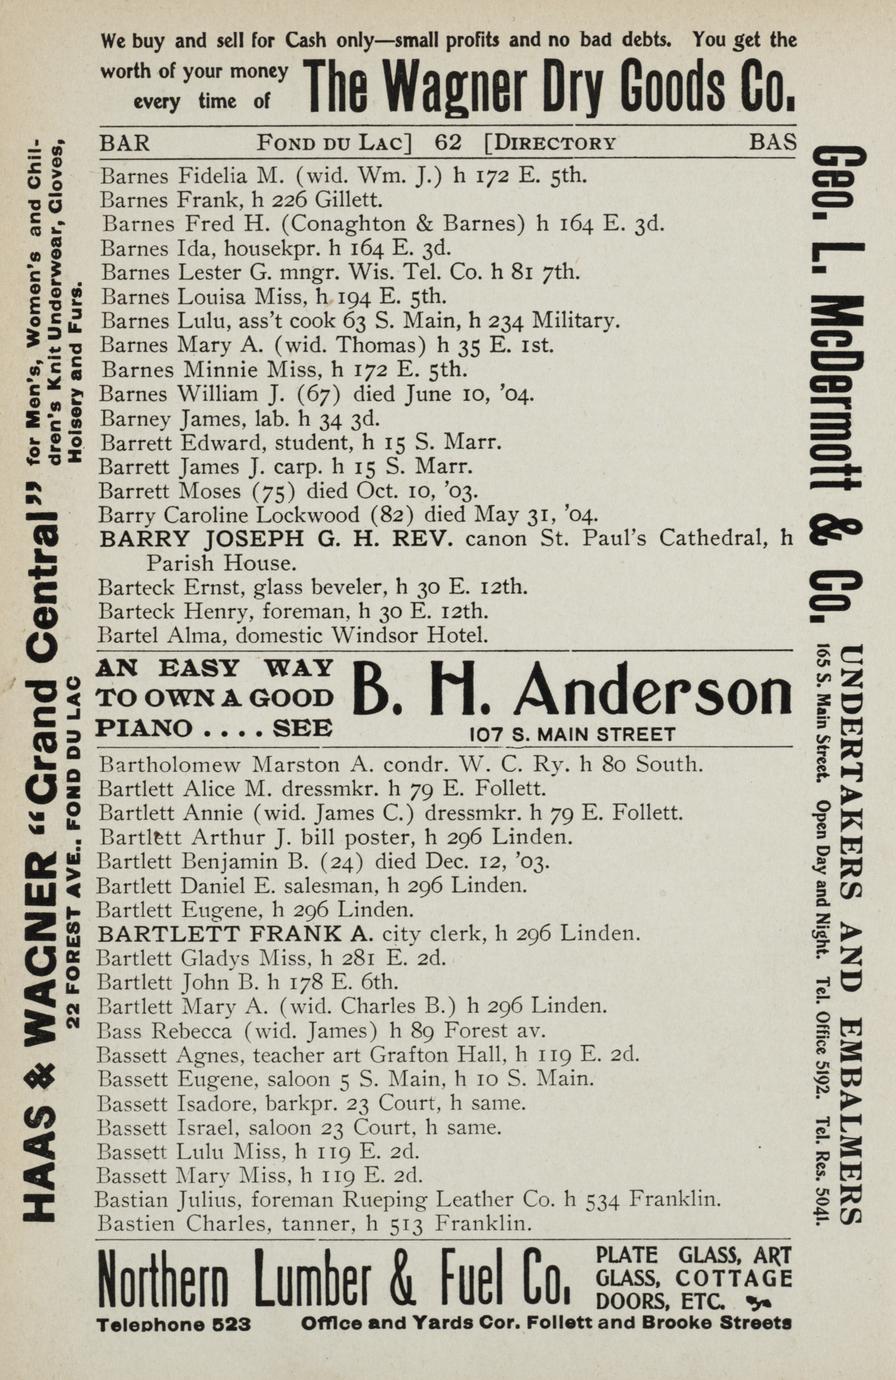 We buy and sell for Cash only—small profits and no bad debts. You get the
worth of your money
every time of
The Wagner Dry Goods Co.
BAR FOND DU LAC] 62 [DIRECTORY BAS
Barnes Fidelia M. (wid. Wm. J.) h 172 E. 5th.
Barnes Frank, h 226 Gillett.
Barnes Fred H. (Conaghton & Barnes) h 164 E. 3d.
Barnes Ida, housekpr. h 164 E. 3d.
Barnes Lester G. mngr. Wis. Tel. Co. h 81 7th.
Barnes Louisa Miss, h 194 E. 5th.
Barnes Lulu, ass't cook 63 S. Main, h 234 Military.
Barnes Mary A. (wid. Thomas) h 35 E. 1st.
Barnes Minnie Miss, h 172 E. 5th.
Barnes William J. (67) died June 10, '04.
Barney James, lab. h 34 3d.
Barrett Edward, student, h 15 S. Marr.
Barrett James J. carp. h 15 S. Marr.
Barrett Moses (75) died Oct. 10, '03.
Barry Caroline Lockwood (82) died May 31, '04.
BARRY JOSEPH G. H. REV. canon St. Paul's Cathedral, h
Parish House.
Barteck Ernst, glass beveler, h 30 E. 12th.
Barteck Henry, foreman, h 30 E. 12th.
Bartel Alma, domestic Windsor Hotel.
AN EASY WAY
TO OWN A GOOD
PIANO .... SEE
B. H. Anderson
107 S. MAIN STREET
Bartholomew Marston A. condr. W. C. Ry. h 80 South.
Bartlett Alice M. dressmkr. h 79 E. Follett.
Bartlett Annie (wid. James C.) dressmkr. h 79 E. Follett.
Bartlett Arthur J. bill poster, h 296 Linden.
Bartlett Benjamin B. (24) died Dec. 12, '03.
Bartlett Daniel E. salesman, h 296 Linden.
Bartlett Eugene, h 296 Linden.
BARTLETT FRANK A. city clerk, h 296 Linden.
Bartlett Gladys Miss, h 281 E. 2d.
Bartlett John B. h 178 E. 6th.
Bartlett Mary A. (wid. Charles B.) h 296 Linden.
Bass Rebecca (wid. James) h 89 Forest av.
Bassett Agnes, teacher art Grafton Hall, h 119 E. 2d.
Bassett Eugene, saloon 5 S. Main, h 10 S. Main.
Bassett Isadore, barkpr. 23 Court, h same.
Bassett Israel, saloon 23 Court, h same.
Bassett Lulu Miss, h 119 E. 2d.
Bassett Mary Miss, h 119 E. 2d.
Bastian Julius, foreman Rueping Leather Co. h 534 Franklin.
Bastien Charles, tanner, h 513 Franklin.
Northern Lumber & Fuel Co.
PLATE GLASS, ART
GLASS, COTTAGE
DOORS, ETC.
Telephone 523 Office and Yards Cor. Follett and Brooke Streets
HAAS & WAGNER "Grand Central"
22 FOREST AVE., FOND DU LAC
for Men's, Women's and Chil-
dren's Knit Underwear, Gloves,
Hoisery and Furs.
Geo. L. McDermott & Co.
UNDERTAKERS AND EMBALMERS
165 S. Main Street. Open Day and Night. Tel. Office 5192. Tel. Res. 5041.